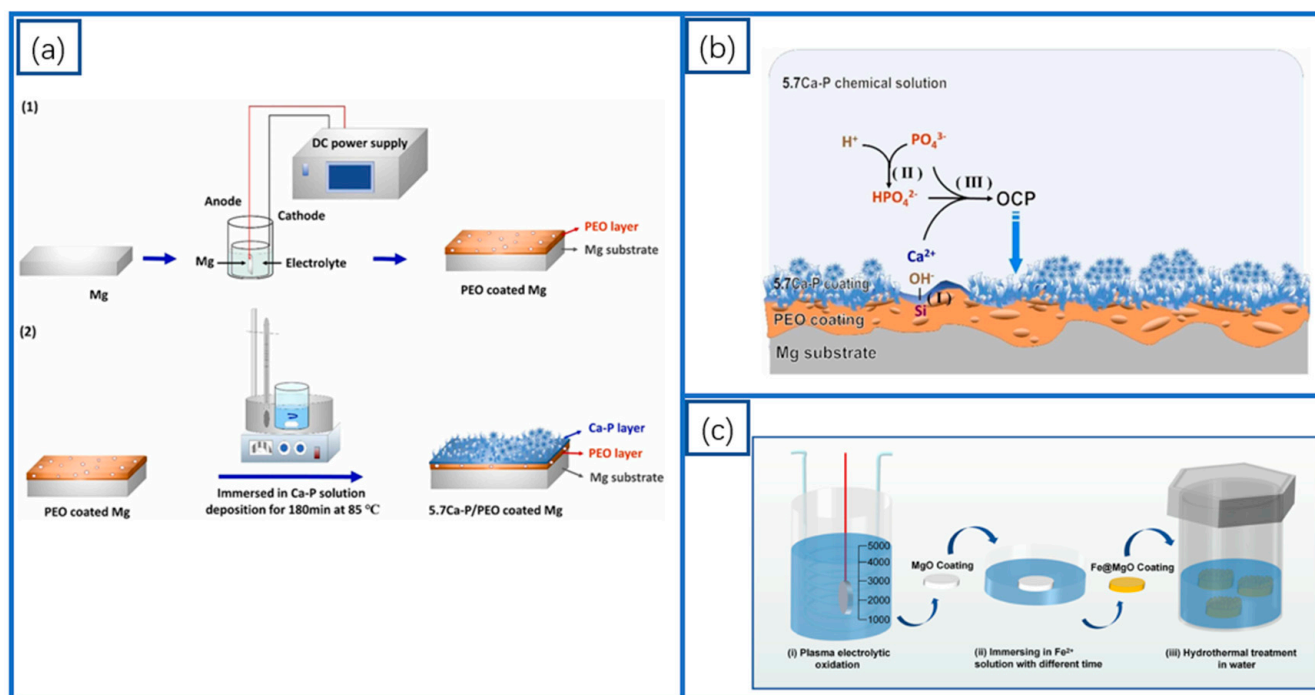 (a)
(1)
DC power supply
Anode
Cathode
Mg
Electrolyte
Mg
PEO layer
Mg substrate
PEO coated Mg
(2)
PEO coated Mg
Immersed in Ca-P solution
deposition for 180min at 85 ℃
Ca-P layer
PEO layer
Mg substrate
5.7Ca-P/PEO coated Mg
(b)
5.7Ca-P chemical solution
H⁺
PO₄³⁻
(II)
HPO₄²⁻
(III)
OCP
Ca²⁺
OH⁻
5.7Ca-P coating
(I)
Si
PEO coating
Mg substrate
(c)
5000
4000
3000
2000
1000
MgO Coating
Fe@MgO Coating
(i) Plasma electrolytic
oxidation
(ii) Immersing in Fe²⁺
solution with different time
(iii) Hydrothermal treatment
in water